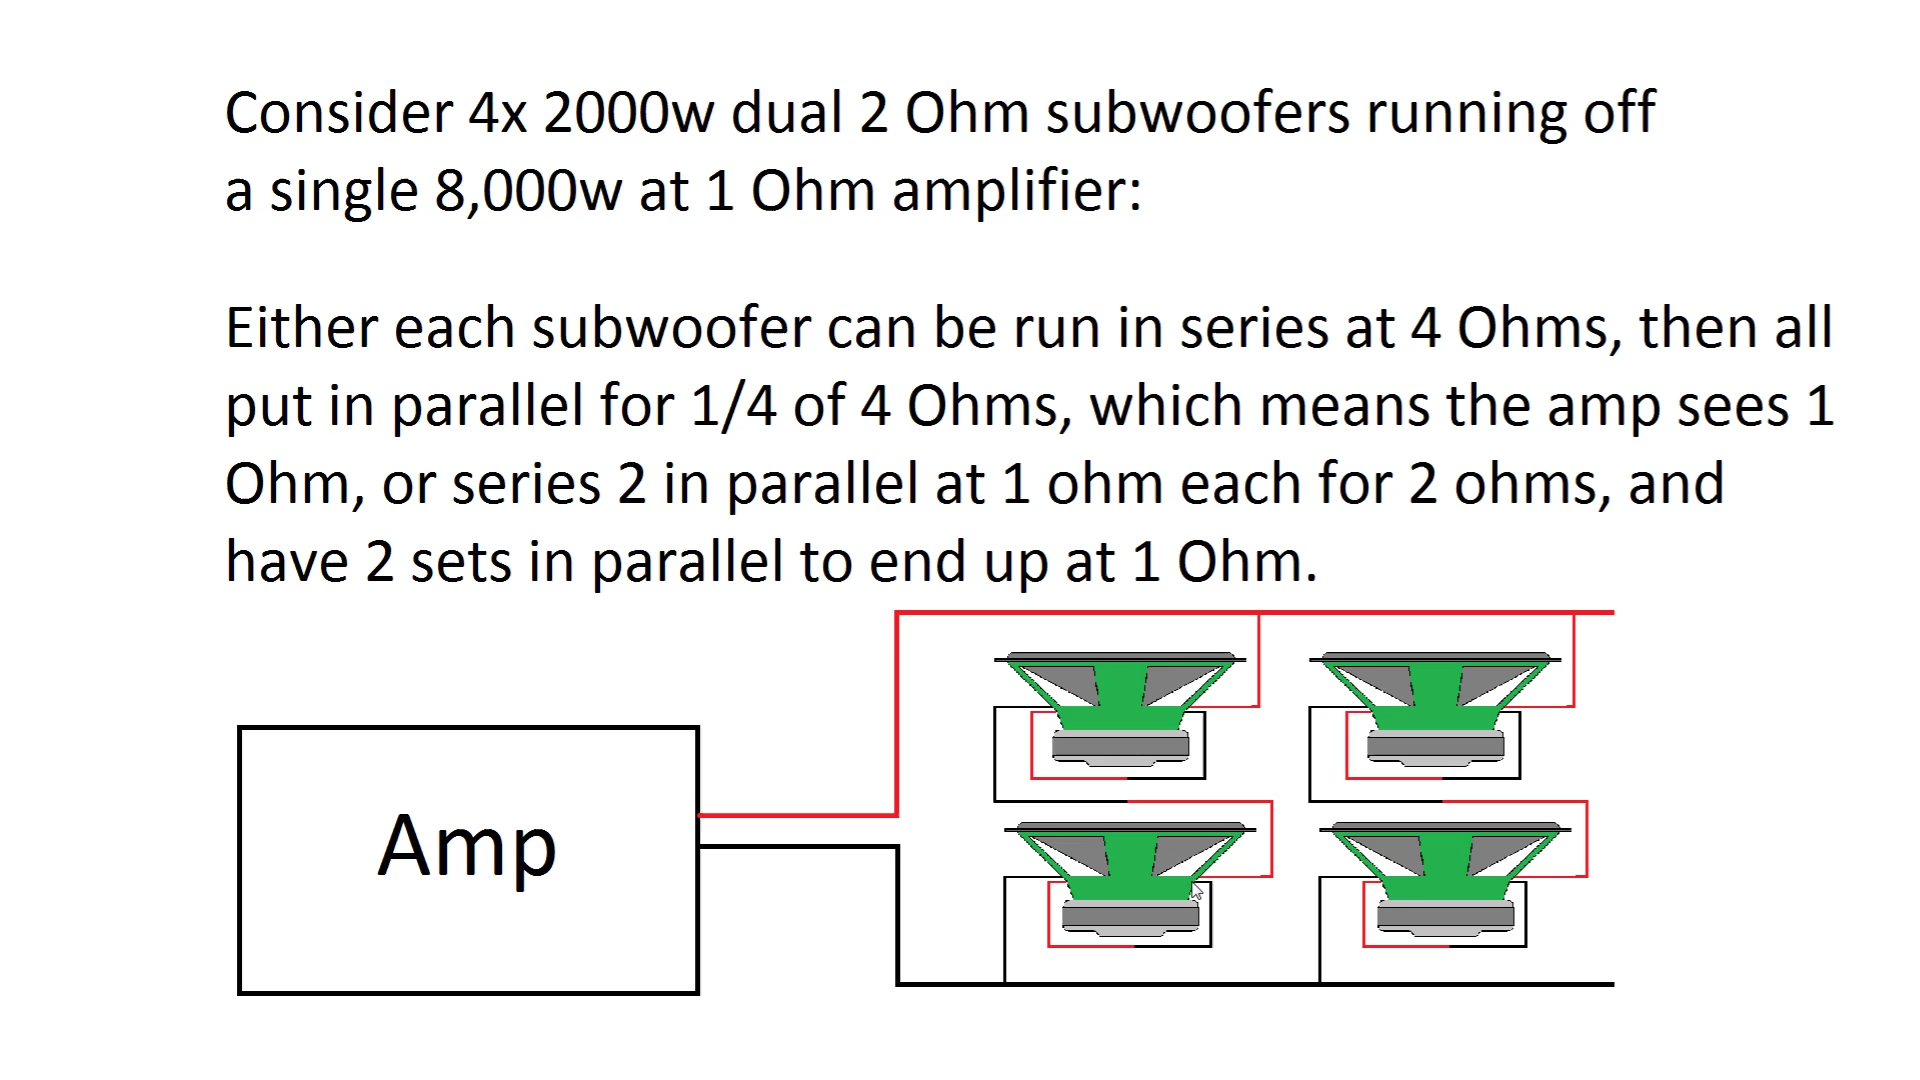 Consider 4x 2000w dual 2 Ohm subwoofers running off
a single 8,000w at 1 Ohm amplifier:
Either each subwoofer can be run in series at 4 Ohms, then all
put in parallel for 1/4 of 4 Ohms, which means the amp sees 1
Ohm, or series 2 in parallel at 1 ohm each for 2 ohms, and
have 2 sets in parallel to end up at 1 Ohm.
Amp